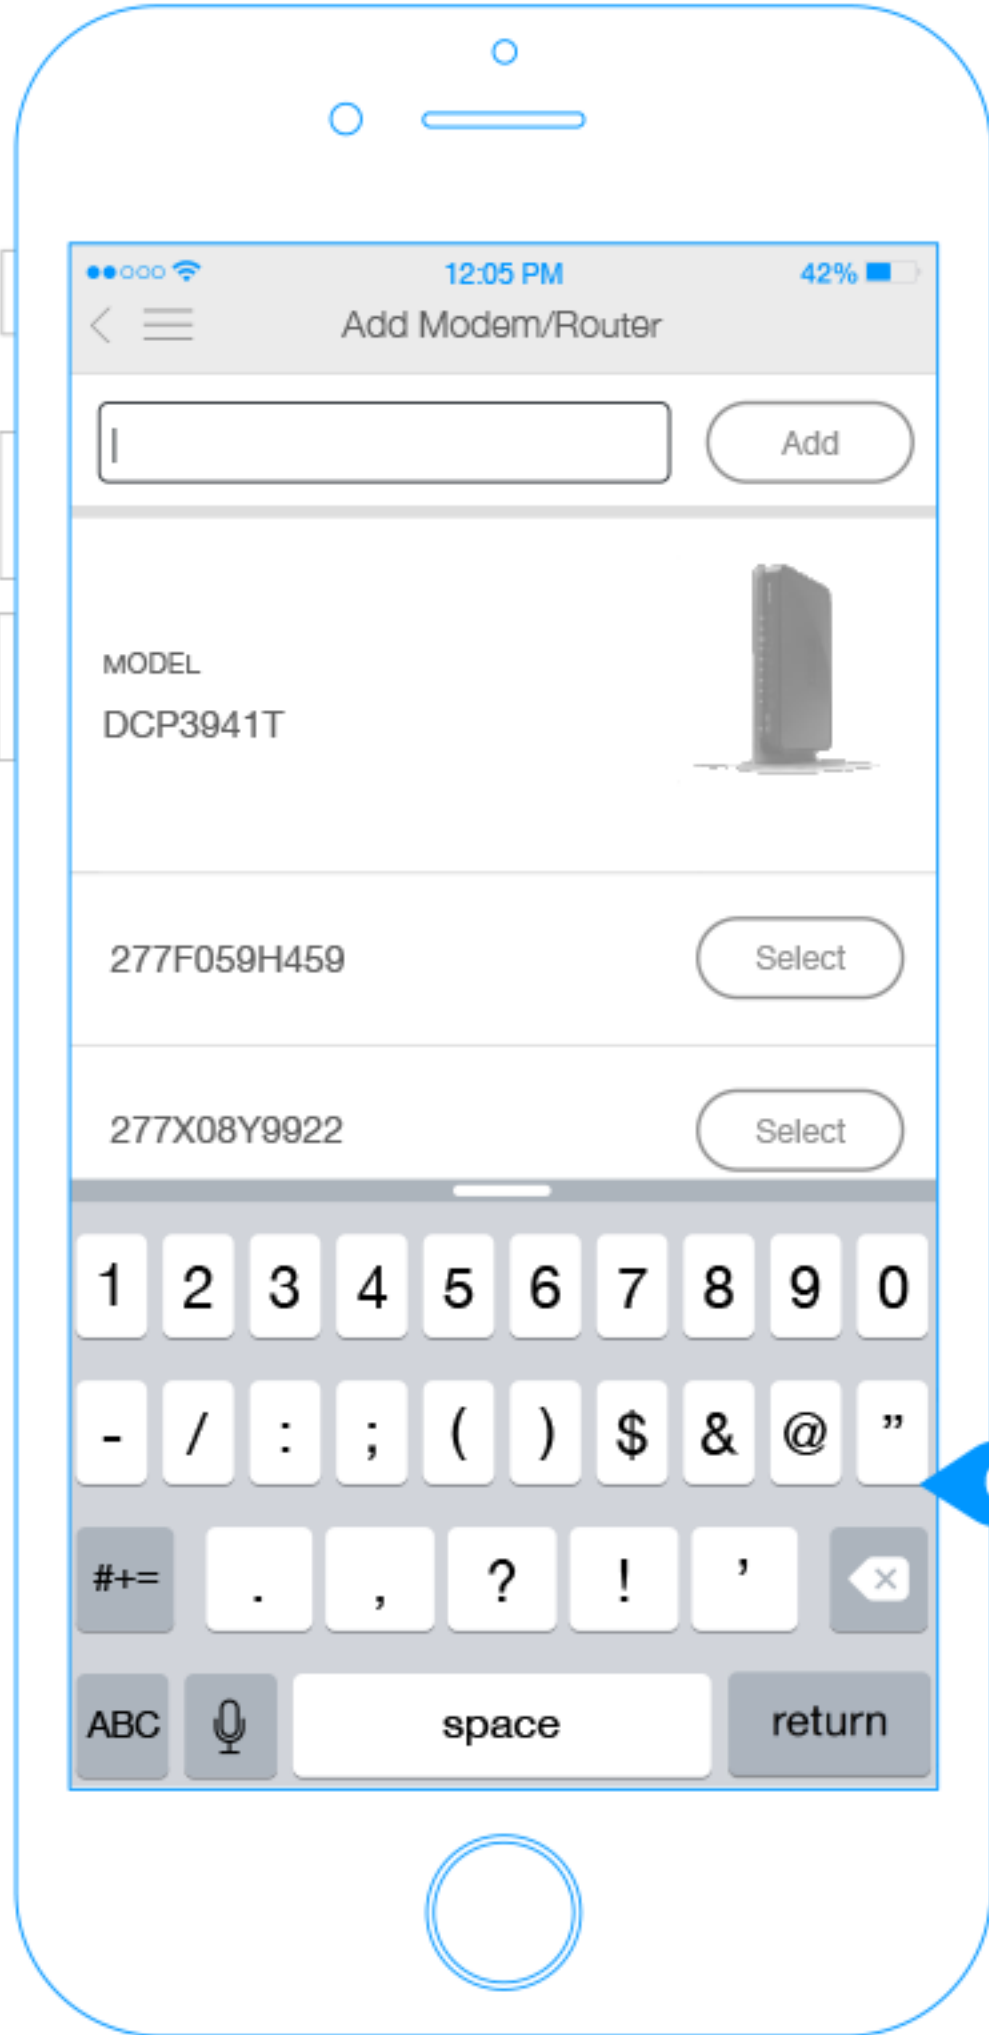 12:05 PM 42%
Add Modem/Router
Add
MODEL
DCP3941T
277F059H459 Select
277X08Y9922 Select
1 2 3 4 5 6 7 8 9 0
- / : ; ( ) $ & @ ”
#+= . , ? ! ’
ABC space return